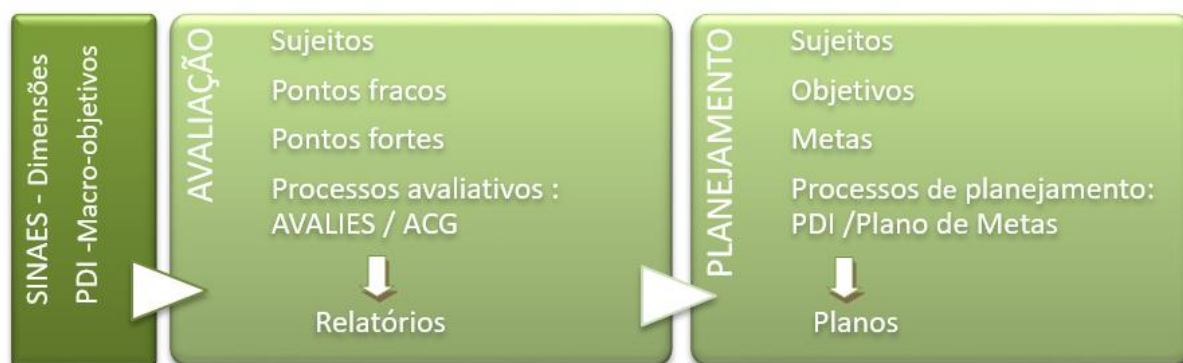 SINAES - Dimensões
PDI -Macro-objetivos
AVALIAÇÃO
Sujeitos
Pontos fracos
Pontos fortes
Processos avaliativos :
AVALIES / ACG
Relatórios
PLANEJAMENTO
Sujeitos
Objetivos
Metas
Processos de planejamento:
PDI /Plano de Metas
Planos